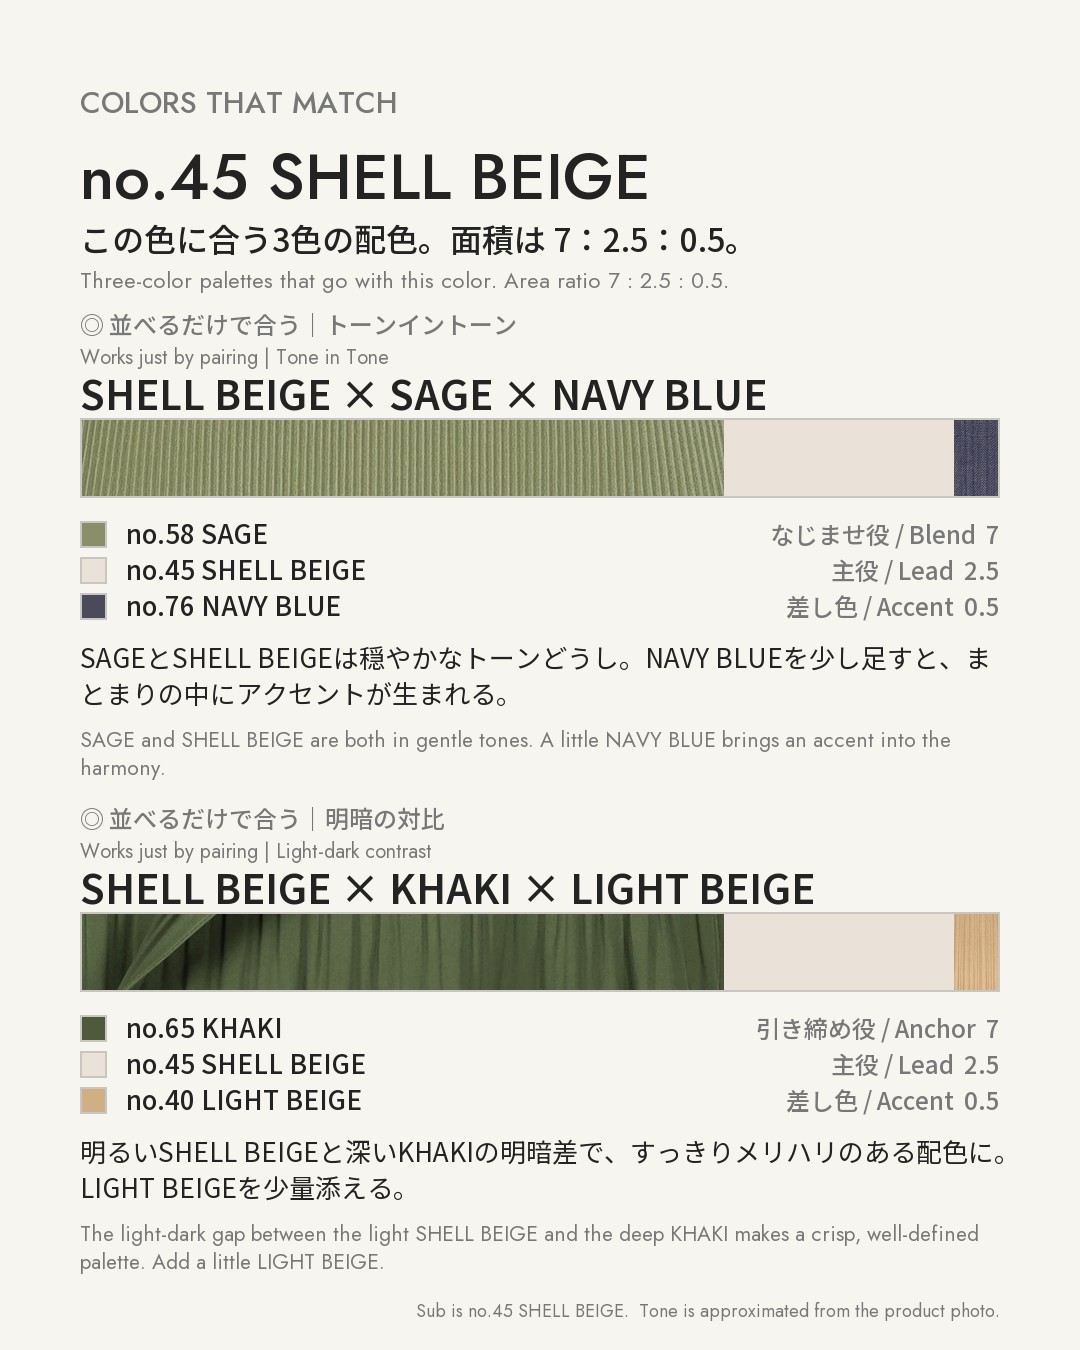 COLORS THAT MATCH
no.45 SHELL BEIGE
この色に合う3色の配色。面積は 7：2.5：0.5。
Three-color palettes that go with this color. Area ratio 7 : 2.5 : 0.5.
◎ 並べるだけで合う｜トーンイントーン
Works just by pairing | Tone in Tone
SHELL BEIGE × SAGE × NAVY BLUE
no.58 SAGE なじませ役 / Blend 7
no.45 SHELL BEIGE 主役 / Lead 2.5
no.76 NAVY BLUE 差し色 / Accent 0.5
SAGEとSHELL BEIGEは穏やかなトーンどうし。NAVY BLUEを少し足すと、ま
とまりの中にアクセントが生まれる。
SAGE and SHELL BEIGE are both in gentle tones. A little NAVY BLUE brings an accent into the
harmony.
◎ 並べるだけで合う｜明暗の対比
Works just by pairing | Light-dark contrast
SHELL BEIGE × KHAKI × LIGHT BEIGE
no.65 KHAKI 引き締め役 / Anchor 7
no.45 SHELL BEIGE 主役 / Lead 2.5
no.40 LIGHT BEIGE 差し色 / Accent 0.5
明るいSHELL BEIGEと深いKHAKIの明暗差で、すっきりメリハリのある配色に。
LIGHT BEIGEを少量添える。
The light-dark gap between the light SHELL BEIGE and the deep KHAKI makes a crisp, well-defined
palette. Add a little LIGHT BEIGE.
Sub is no.45 SHELL BEIGE. Tone is approximated from the product photo.